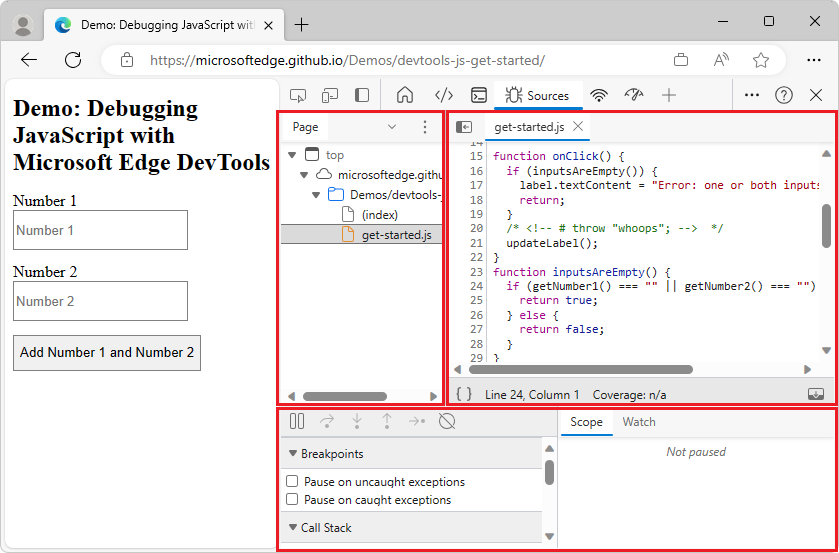 Demo: Debugging JavaScript wit
https://microsoftedge.github.io/Demos/devtools-js-get-started/
Demo: Debugging
JavaScript with
Microsoft Edge DevTools
Number 1
Number 1
Number 2
Number 2
Add Number 1 and Number 2
Sources
Page
top
microsoftedge.githu
Demos/devtools-j
(index)
get-started.js
get-started.js
14
15 function onClick() {
16 if (inputsAreEmpty()) {
17 label.textContent = "Error: one or both inputs
18 return;
19 }
20 /* <!-- # throw "whoops"; --> */
21 updateLabel();
22 }
23 function inputsAreEmpty() {
24 if (getNumber1() === "" || getNumber2() === "")
25 return true;
26 } else {
27 return false;
28 }
29 }
{ } Line 24, Column 1 Coverage: n/a
Breakpoints
Pause on uncaught exceptions
Pause on caught exceptions
Call Stack
Scope Watch
Not paused